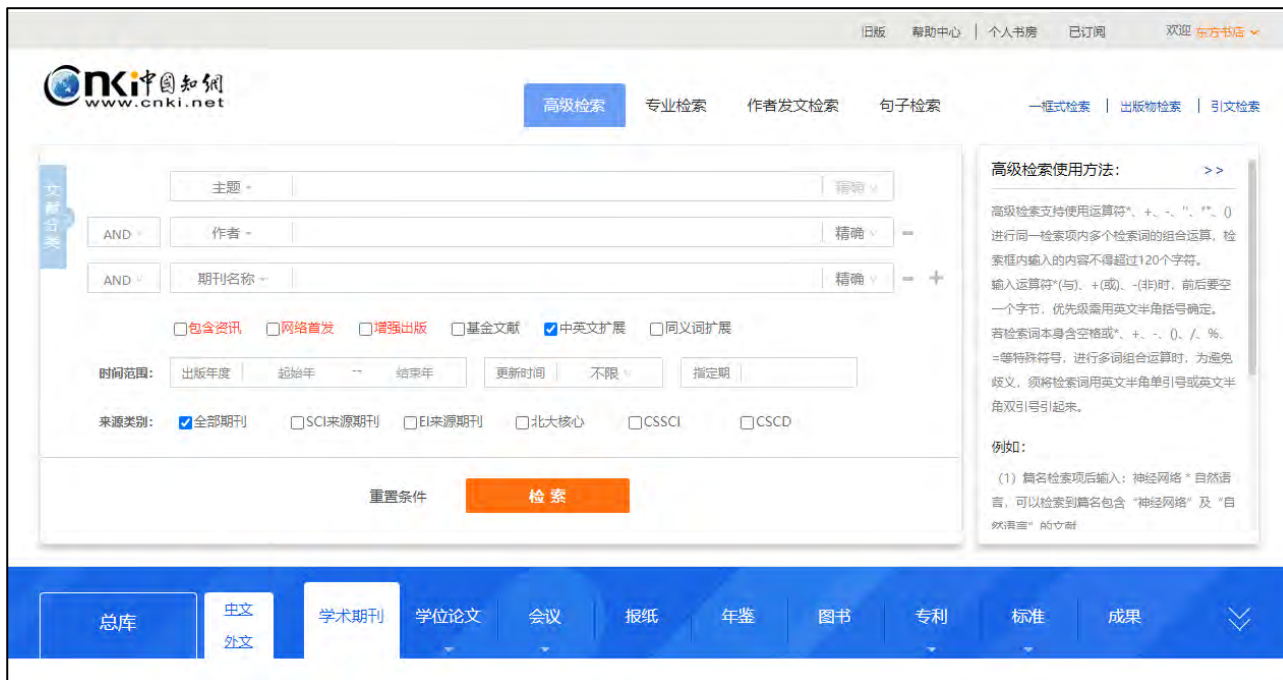 旧版 帮助中心 | 个人书房 已订阅 欢迎 东方书店
cnki中国知网
www.cnki.net
高级检索 专业检索 作者发文检索 句子检索 一框式检索 | 出版物检索 | 引文检索
文献分类
主题
AND 作者 精确
AND 期刊名称 精确
包含资讯 网络首发 增强出版 基金文献 中英文扩展 同义词扩展
时间范围: 出版年度 起始年 -- 结束年 更新时间 不限 指定期
来源类别: 全部期刊 SCI来源期刊 EI来源期刊 北大核心 CSSCI CSCD
重置条件 检索
高级检索使用方法: >>
高级检索支持使用运算符*、+、-、''、""、()
进行同一检索项内多个检索词的组合运算，检
索框内输入的内容不得超过120个字符。
输入运算符*(与)、+(或)、-(非)时，前后要空
一个字节，优先级需用英文半角括号确定。
若检索词本身含空格或*、+、-、()、/、%、
=等特殊符号，进行多词组合运算时，为避免
歧义，须将检索词用英文半角单引号或英文半
角双引号引起来。
例如:
（1）篇名检索项后输入：神经网络 * 自然语
言，可以检索到篇名包含“神经网络”及“自
然语言”的文献
总库 中文 学术期刊 学位论文 会议 报纸 年鉴 图书 专利 标准 成果
外文